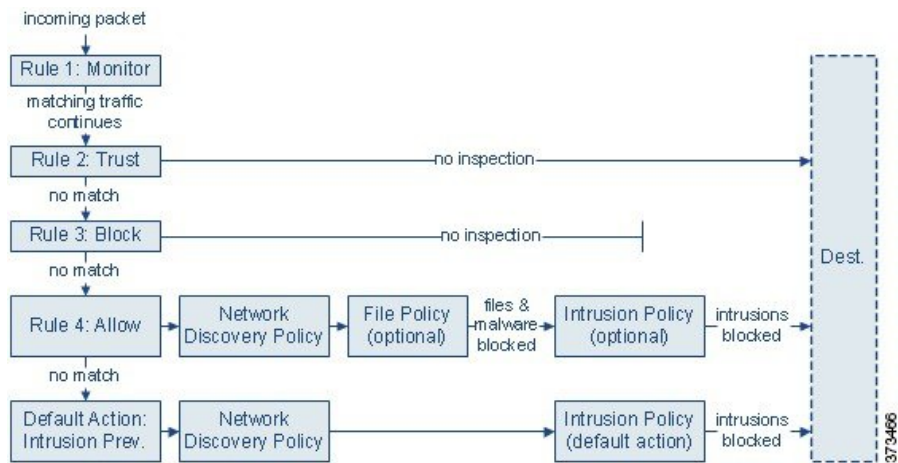 incoming packet
Rule 1: Monitor
matching traffic
continues
Rule 2: Trust
no inspection
no match
Rule 3: Block
no inspection
no match
Rule 4: Allow
Network
Discovery Policy
File Policy
(optional)
files &
malware
blocked
Intrusion Policy
(optional)
intrusions
blocked
no match
Default Action:
Intrusion Prev.
Network
Discovery Policy
Intrusion Policy
(default action)
intrusions
blocked
Dest.
373466